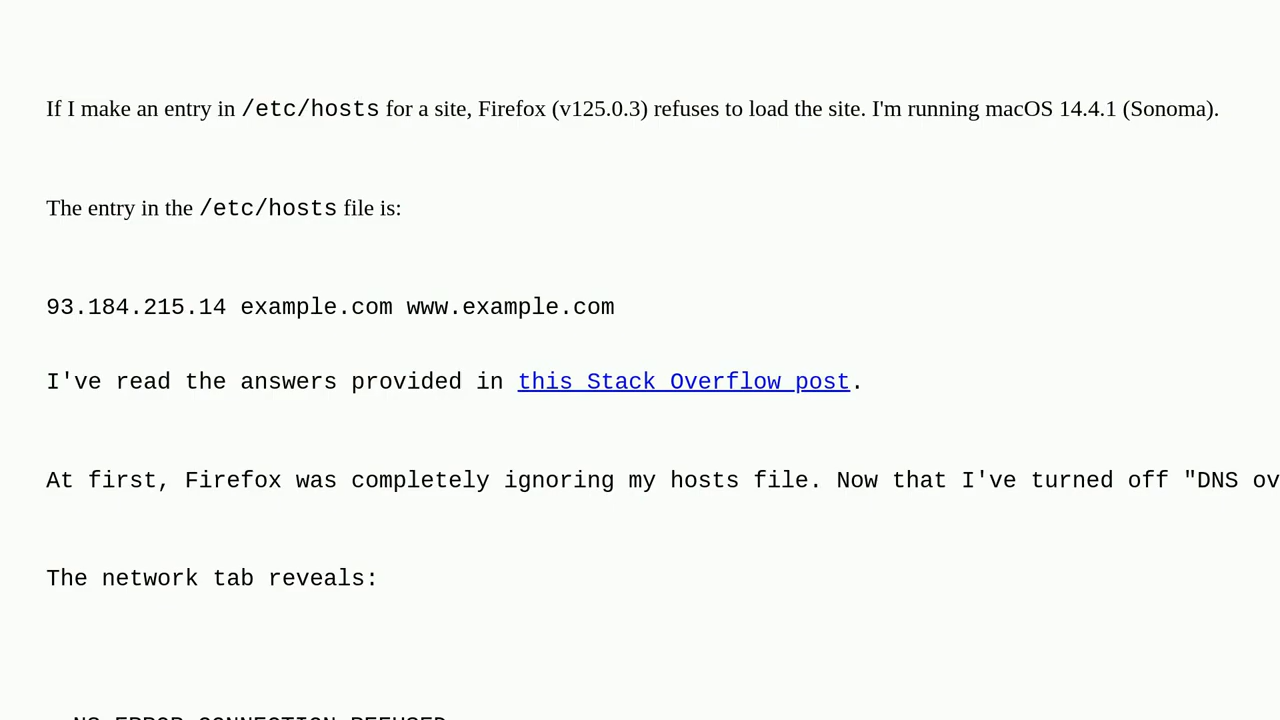 If I make an entry in /etc/hosts for a site, Firefox (v125.0.3) refuses to load the site. I'm running macOS 14.4.1 (Sonoma).
The entry in the /etc/hosts file is:
93.184.215.14 example.com www.example.com
I've read the answers provided in this Stack Overflow post.
At first, Firefox was completely ignoring my hosts file. Now that I've turned off "DNS ov
The network tab reveals:
NS_ERROR_CONNECTION_REFUSED